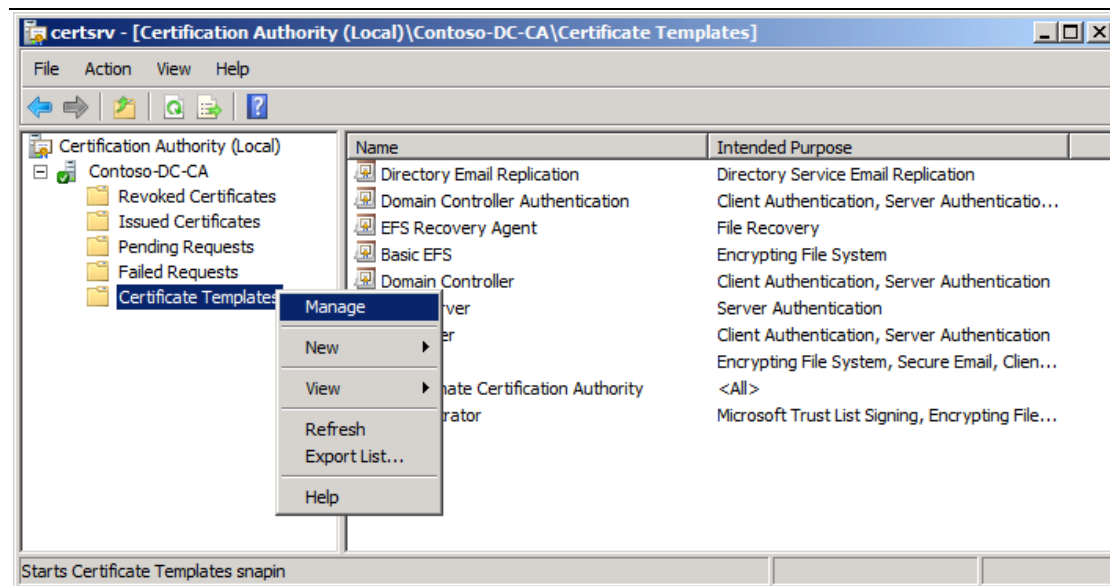 certsrv - [Certification Authority (Local)\Contoso-DC-CA\Certificate Templates]
File Action View Help
Certification Authority (Local)
Contoso-DC-CA
Revoked Certificates
Issued Certificates
Pending Requests
Failed Requests
Certificate Templates
Name Intended Purpose
Directory Email Replication Directory Service Email Replication
Domain Controller Authentication Client Authentication, Server Authenticatio...
EFS Recovery Agent File Recovery
Basic EFS Encrypting File System
Domain Controller Client Authentication, Server Authentication
ver Server Authentication
er Client Authentication, Server Authentication
Encrypting File System, Secure Email, Clien...
nate Certification Authority <All>
rator Microsoft Trust List Signing, Encrypting File...
Manage
New
View
Refresh
Export List...
Help
Starts Certificate Templates snapin